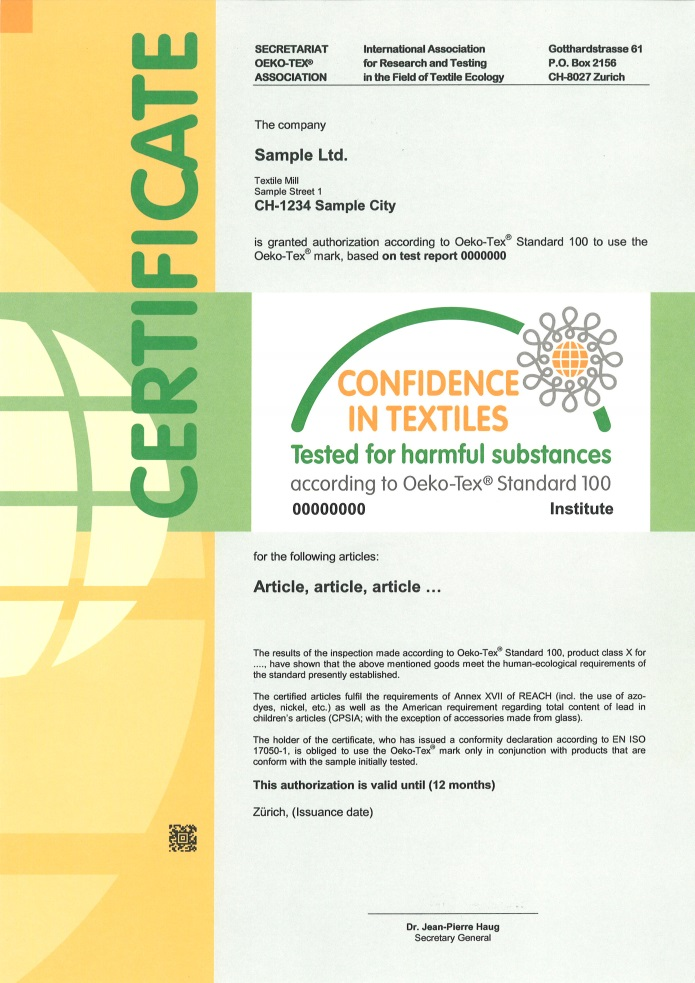 CERTIFICATE
SECRETARIAT
OEKO-TEX®
ASSOCIATION
International Association
for Research and Testing
in the Field of Textile Ecology
Gotthardstrasse 61
P.O. Box 2156
CH-8027 Zurich
The company
Sample Ltd.
Textile Mill
Sample Street 1
CH-1234 Sample City
is granted authorization according to Oeko-Tex® Standard 100 to use the
Oeko-Tex® mark, based on test report 0000000
CONFIDENCE
IN TEXTILES
Tested for harmful substances
according to Oeko-Tex® Standard 100
00000000 Institute
for the following articles:
Article, article, article ...
The results of the inspection made according to Oeko-Tex® Standard 100, product class X for
...., have shown that the above mentioned goods meet the human-ecological requirements of
the standard presently established.
The certified articles fulfil the requirements of Annex XVII of REACH (incl. the use of azo-
dyes, nickel, etc.) as well as the American requirement regarding total content of lead in
children's articles (CPSIA; with the exception of accessories made from glass).
The holder of the certificate, who has issued a conformity declaration according to EN ISO
17050-1, is obliged to use the Oeko-Tex® mark only in conjunction with products that are
conform with the sample initially tested.
This authorization is valid until (12 months)
Zürich, (Issuance date)
Dr. Jean-Pierre Haug
Secretary General